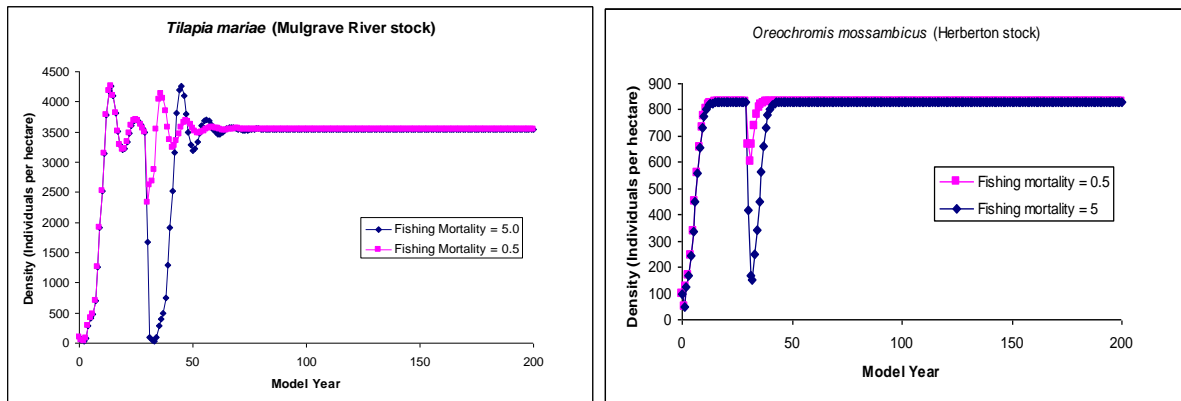 Tilapia mariae (Mulgrave River stock)
Density (Individuals per hectare)
4500
4000
3500
3000
2500
2000
1500
1000
500
0
0 50 100 150 200
Model Year
Fishing Mortality = 5.0
Fishing Mortality = 0.5
Oreochromis mossambicus (Herberton stock)
Density (Individuals per hectare)
900
800
700
600
500
400
300
200
100
0
0 50 100 150 200
Model Year
Fishing mortality = 0.5
Fishing mortality = 5